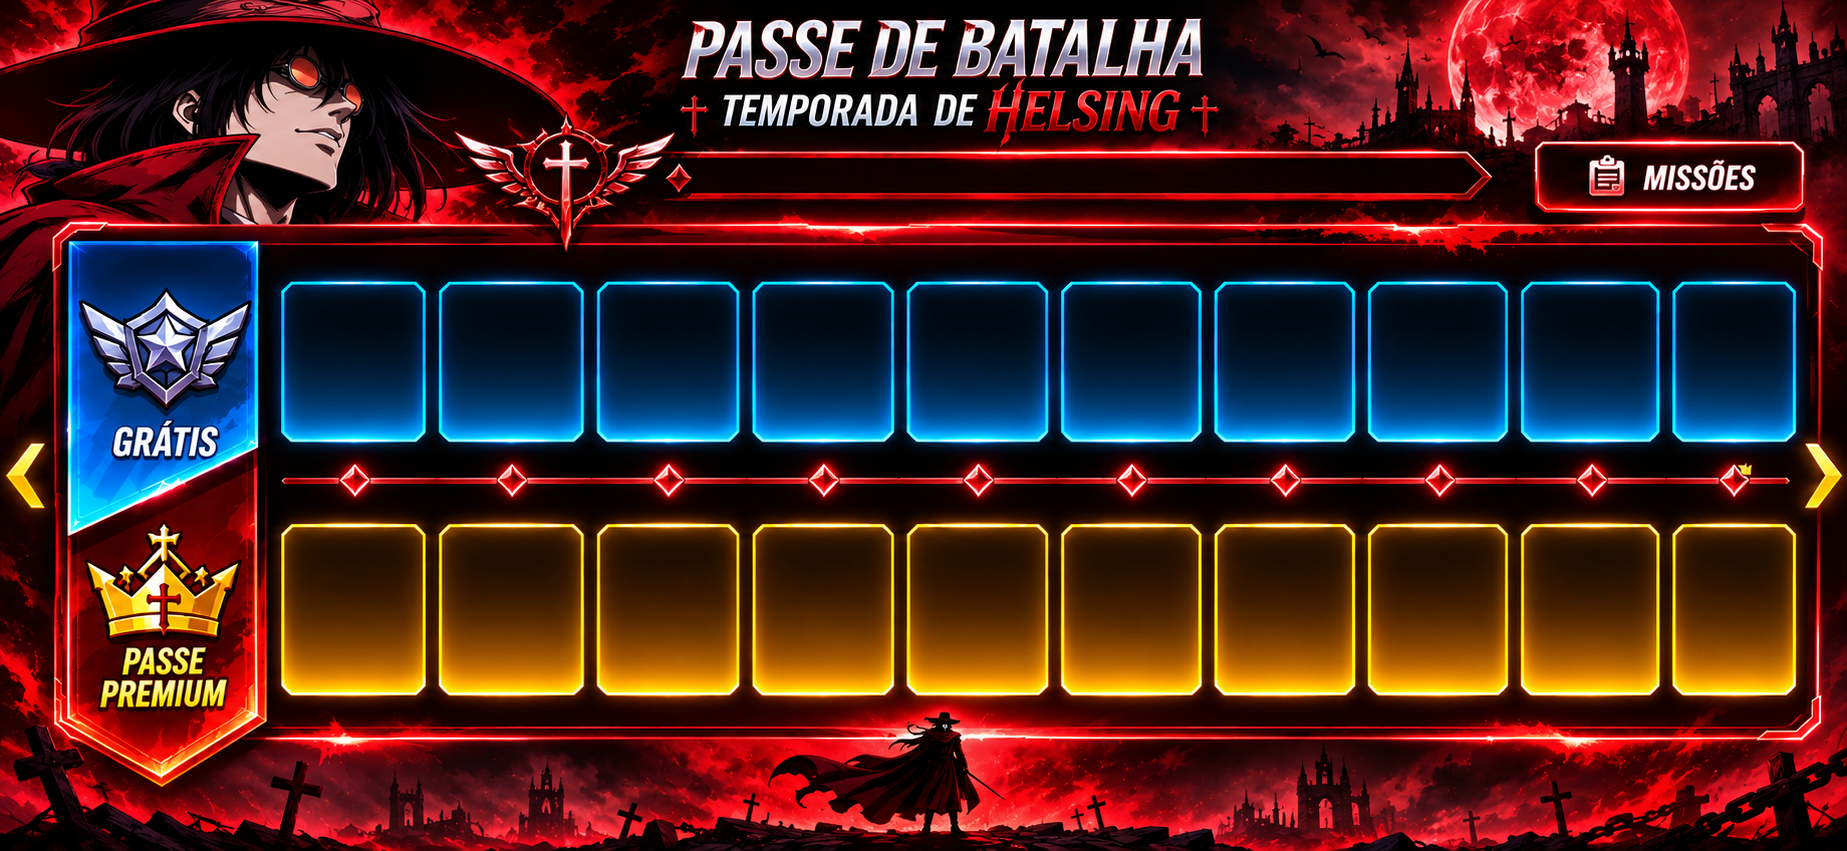 PASSE DE BATALHA
TEMPORADA DE HELSING
MISSÕES
GRÁTIS
PASSE
PREMIUM